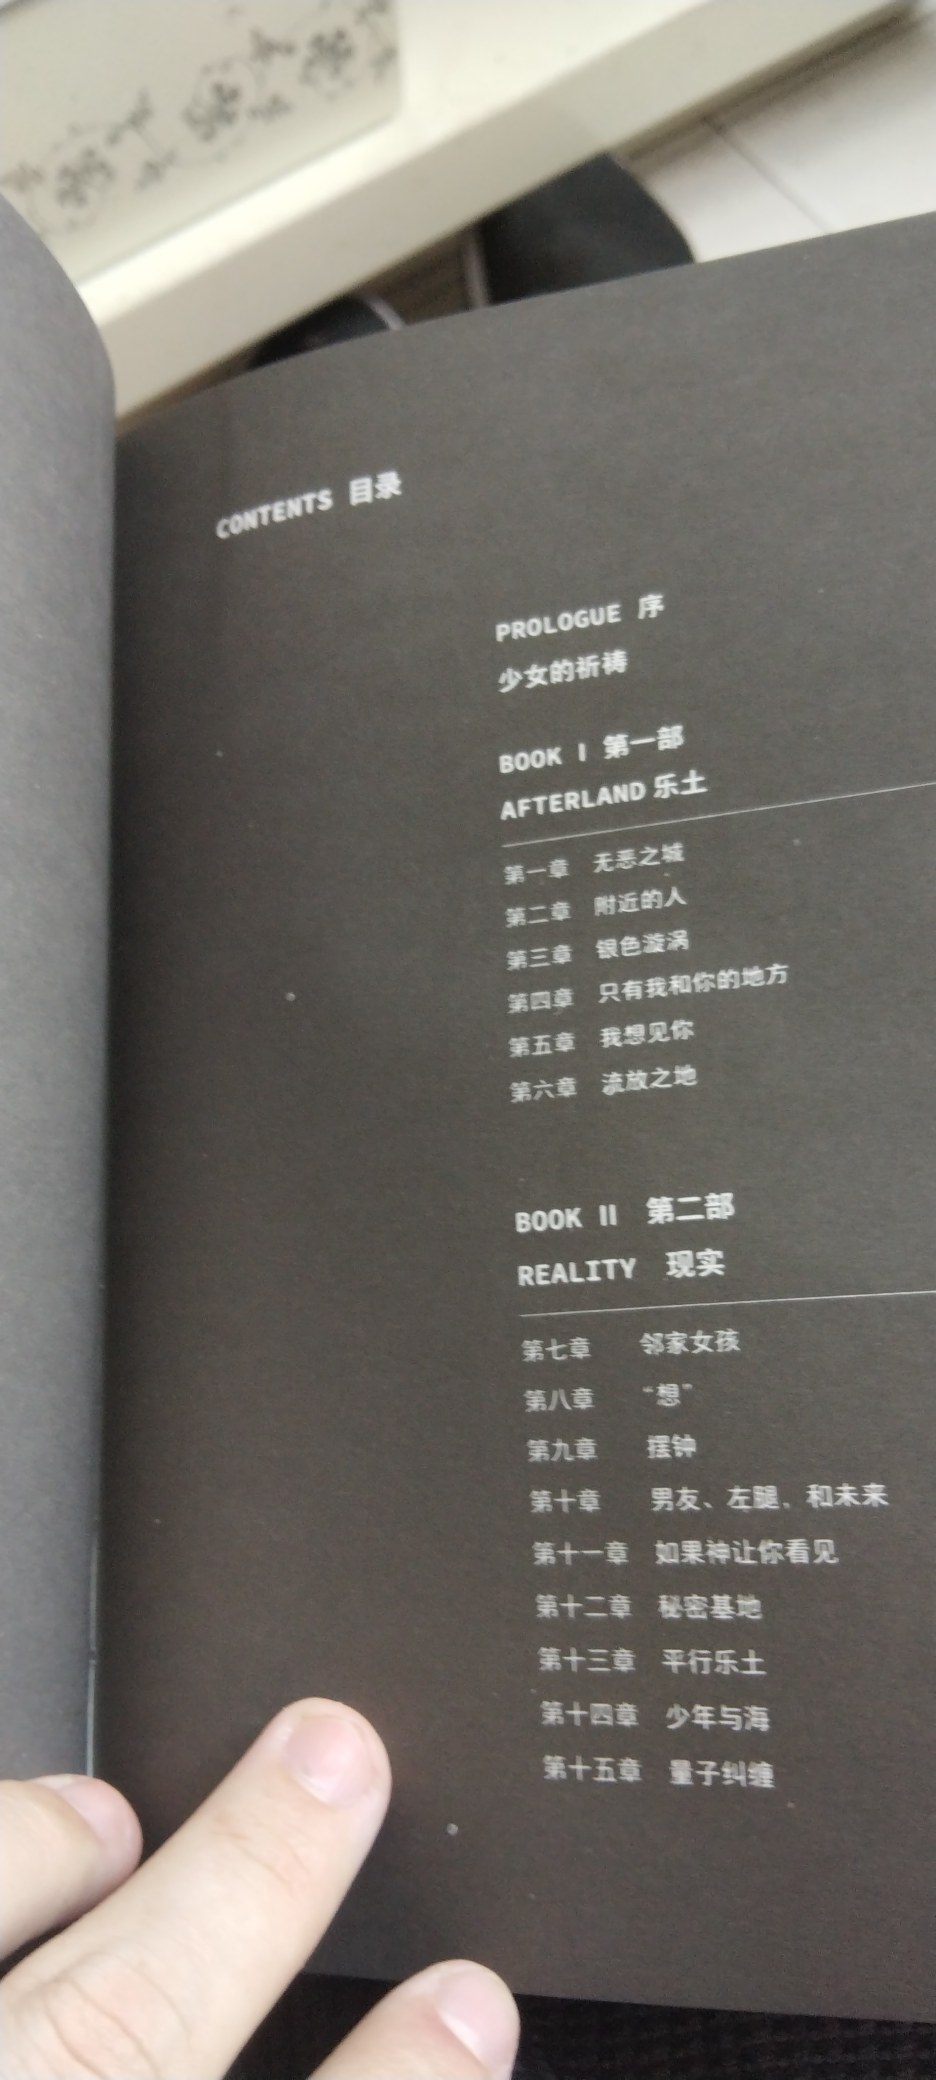 CONTENTS 目录
PROLOGUE 序
少女的祈祷
BOOK I 第一部
AFTERLAND 乐土
第一章 无恙之城
第二章 附近的人
第三章 银色漩涡
第四章 只有我和你的地方
第五章 我想见你
第六章 流放之地
BOOK II 第二部
REALITY 现实
第七章 邻家女孩
第八章 “想”
第九章 摆钟
第十章 男友、左腿、和未来
第十一章 如果神让你看见
第十二章 秘密基地
第十三章 平行乐土
第十四章 少年与海
第十五章 量子纠缠